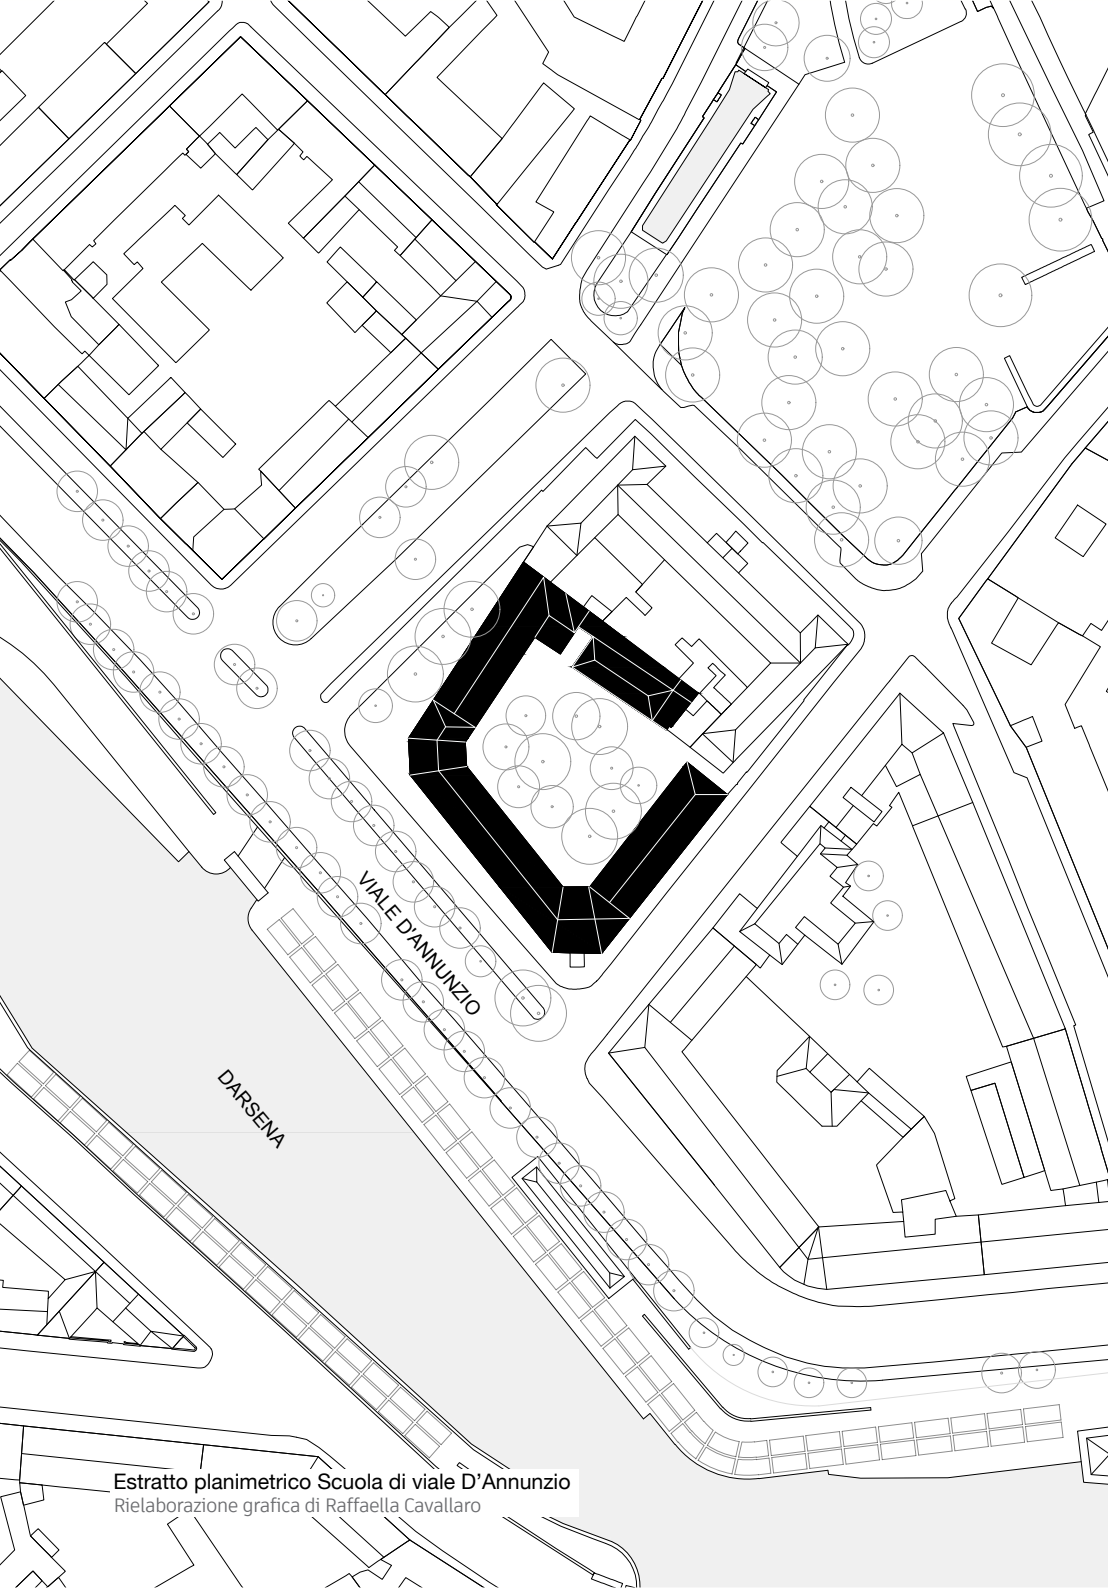 VIALE D'ANNUNZIO
DARSENA
Estratto planimetrico Scuola di viale D'Annunzio
Rielaborazione grafica di Raffaella Cavallaro